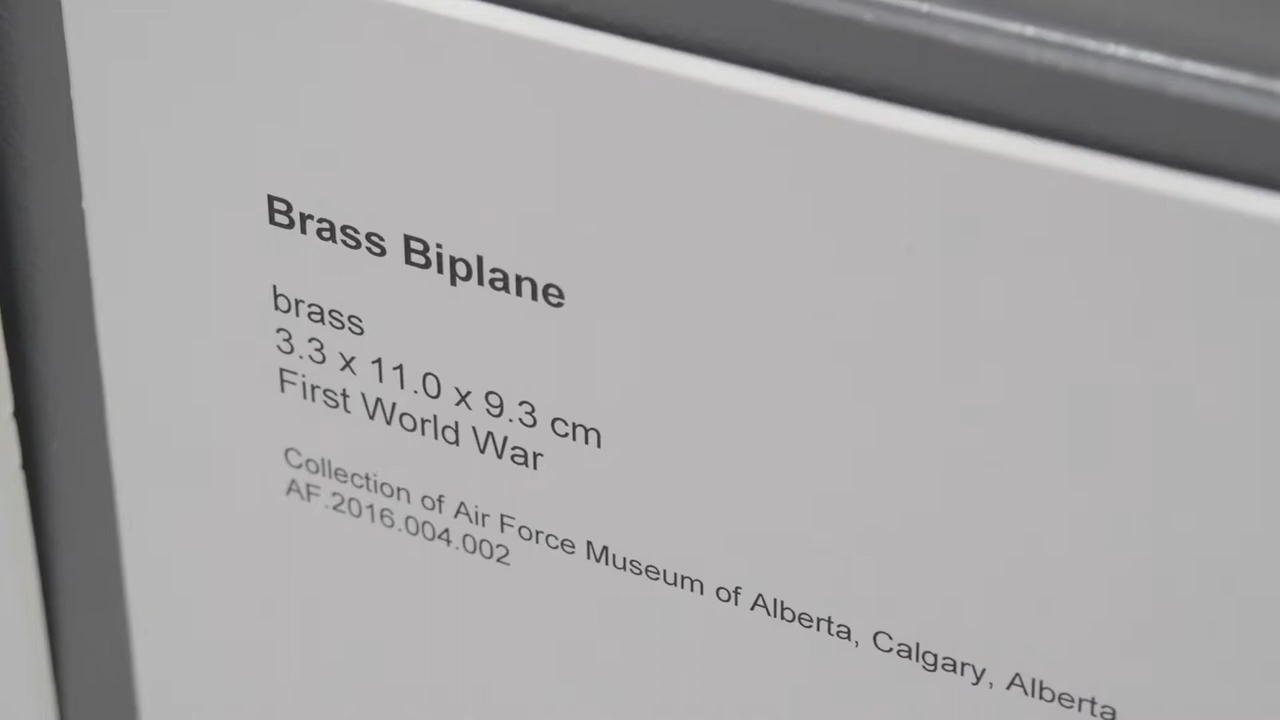 Brass Biplane
brass
3.3 x 11.0 x 9.3 cm
First World War
Collection of Air Force Museum of Alberta, Calgary, Alberta
AF.2016.004.002